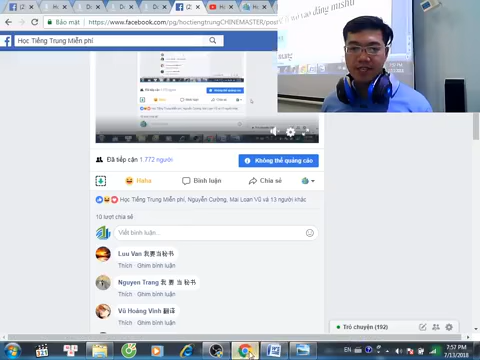 Bảo mật
https://www.facebook.com/pg/hoctiengtrungCHINEMASTER/pos
Học Tiếng Trung Miễn phí
Đã tiếp cận 1.772 người
Không thể quảng cáo
Haha
Bình luận
Chia sẻ
Học Tiếng Trung Miễn phí, Nguyễn Cường, Mai Loan Vũ và 13 người khác
10 lượt chia sẻ
Viết bình luận...
Luu Van 我要当秘书
Thích · Ghim bình luận
Nguyen Trang 我 要 当 秘书
Thích · Ghim bình luận
Vũ Hoàng Vinh 翻译
Thích · Ghim bình luận
Trò chuyện (192)
EN
7:57 PM
7/13/2018